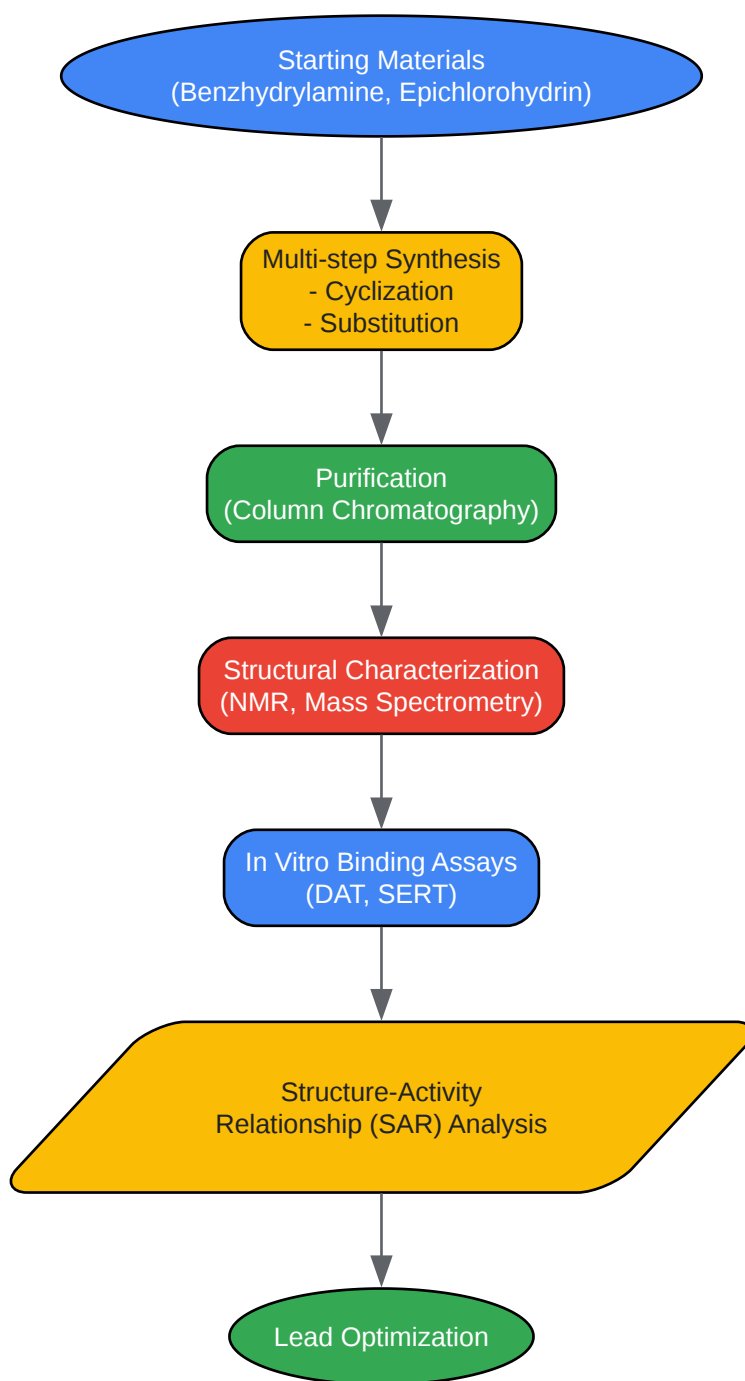 Starting Materials
(Benzhydrylamine, Epichlorohydrin)
Multi-step Synthesis
- Cyclization
- Substitution
Purification
(Column Chromatography)
Structural Characterization
(NMR, Mass Spectrometry)
In Vitro Binding Assays
(DAT, SERT)
Structure-Activity
Relationship (SAR) Analysis
Lead Optimization